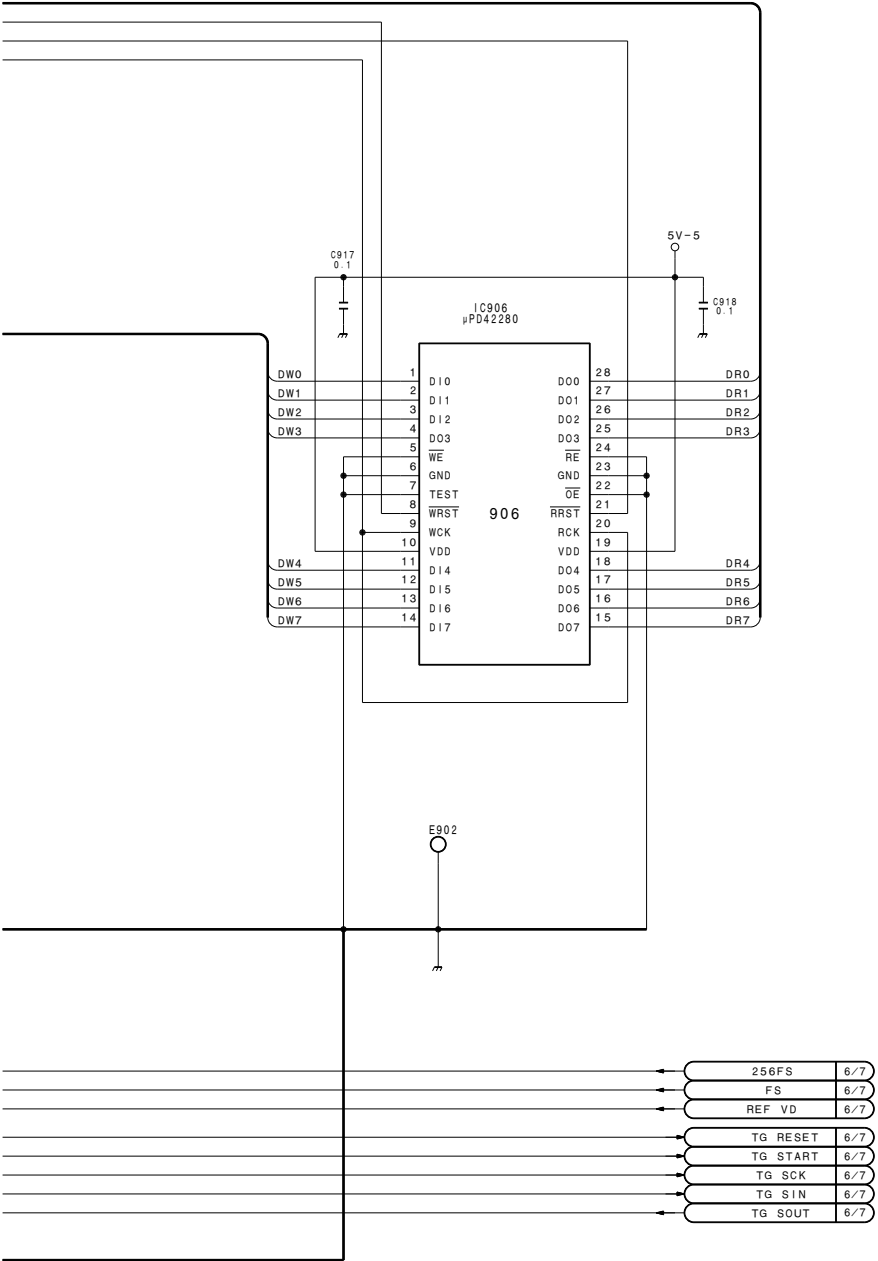 5V-5
C917
0.1
IC906
µPD42280
C918
0.1
DW0 1 DI0 DO0 28 DR0
DW1 2 DI1 DO1 27 DR1
DW2 3 DI2 DO2 26 DR2
DW3 4 DO3 DO3 25 DR3
5 WE RE 24
6 GND GND 23
7 TEST OE 22
8 WRST 906 RRST 21
9 WCK RCK 20
10 VDD VDD 19
DW4 11 DI4 DO4 18 DR4
DW5 12 DI5 DO5 17 DR5
DW6 13 DI6 DO6 16 DR6
DW7 14 DI7 DO7 15 DR7
E902
256FS 6/7
FS 6/7
REF VD 6/7
TG RESET 6/7
TG START 6/7
TG SCK 6/7
TG SIN 6/7
TG SOUT 6/7